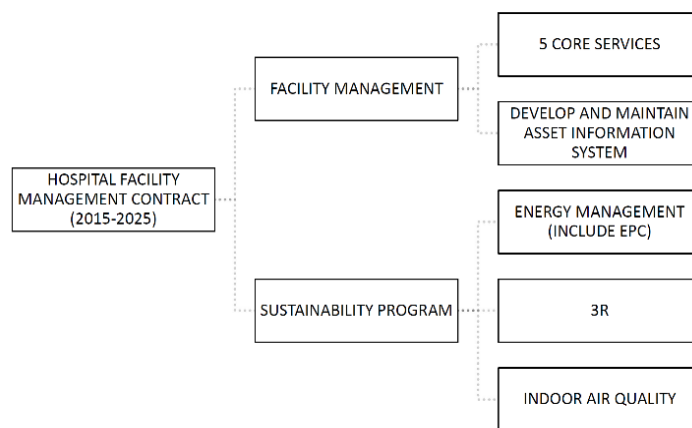 5 CORE SERVICES
FACILITY MANAGEMENT
DEVELOP AND MAINTAIN
ASSET INFORMATION
SYSTEM
HOSPITAL FACILITY
MANAGEMENT CONTRACT
(2015-2025)
ENERGY MANAGEMENT
(INCLUDE EPC)
SUSTAINABILITY PROGRAM
3R
INDOOR AIR QUALITY